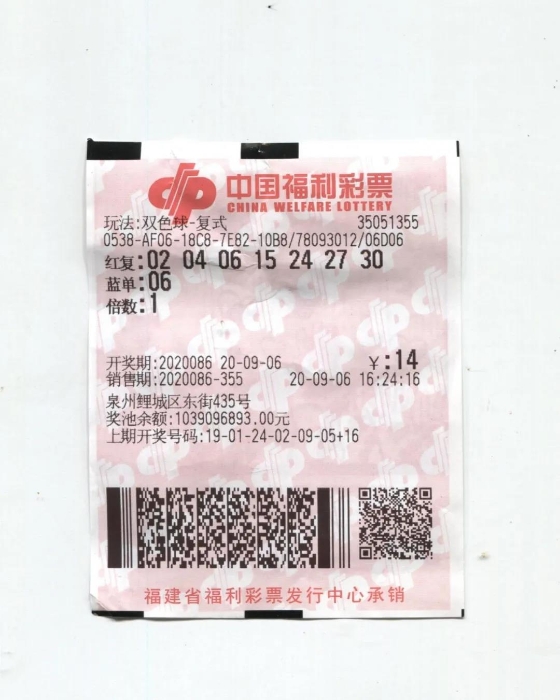 中国福利彩票
CHINA WELFARE LOTTERY
玩法:双色球-复式 35051355
0538-AF06-18C8-7E82-10B8/78093012/06D06
红复:02 04 06 15 24 27 30
蓝单:06
倍数:1
开奖期:2020086 20-09-06 ￥:14
销售期:2020086-355 20-09-06 16:24:16
泉州鲤城区东街435号
奖池余额:1039096893.00元
上期开奖号码:19-01-24-02-09-05+16
福建省福利彩票发行中心承销